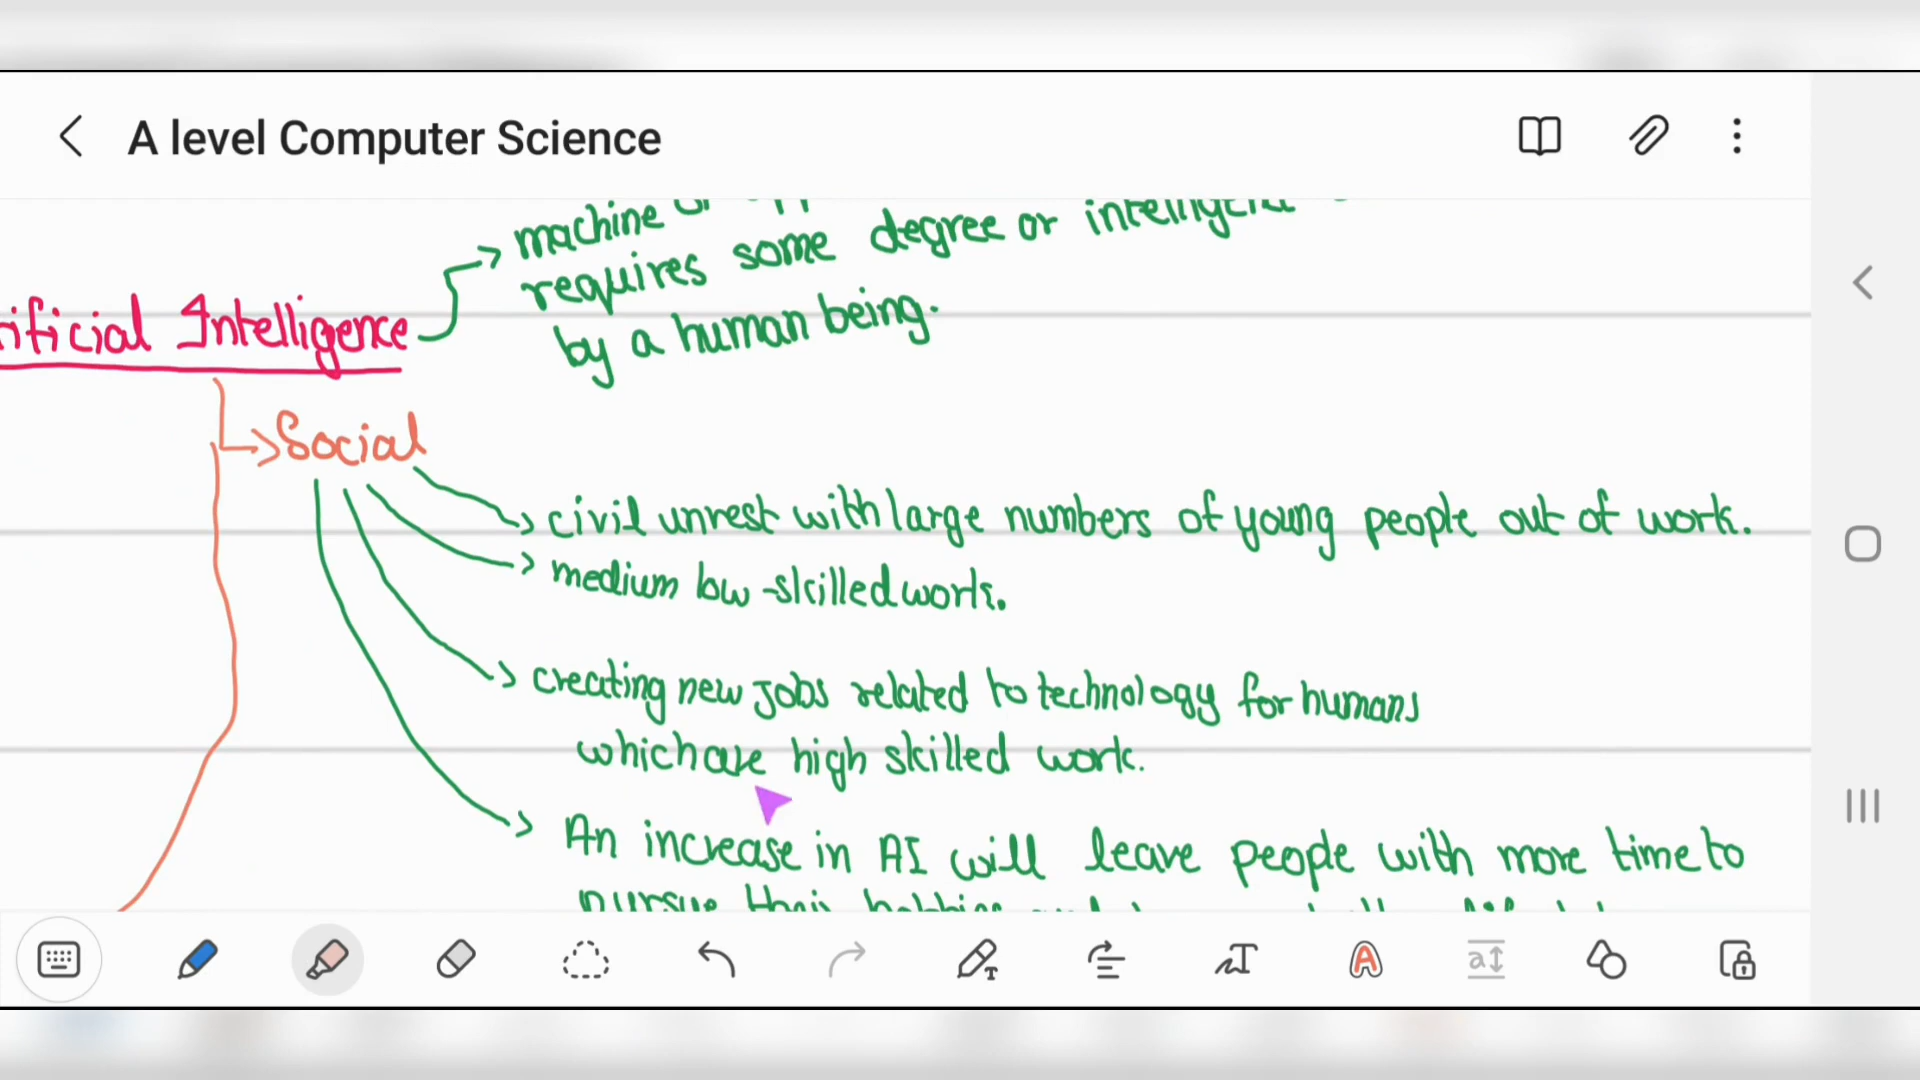 A level Computer Science
machine
requires some degree or
by a human being.
ificial Intelligence
Social
civil unrest with large numbers of young people out of work.
medium low-skilled work.
creating new jobs related to technology for humans
which are high skilled work.
An increase in AI will leave people with more time to